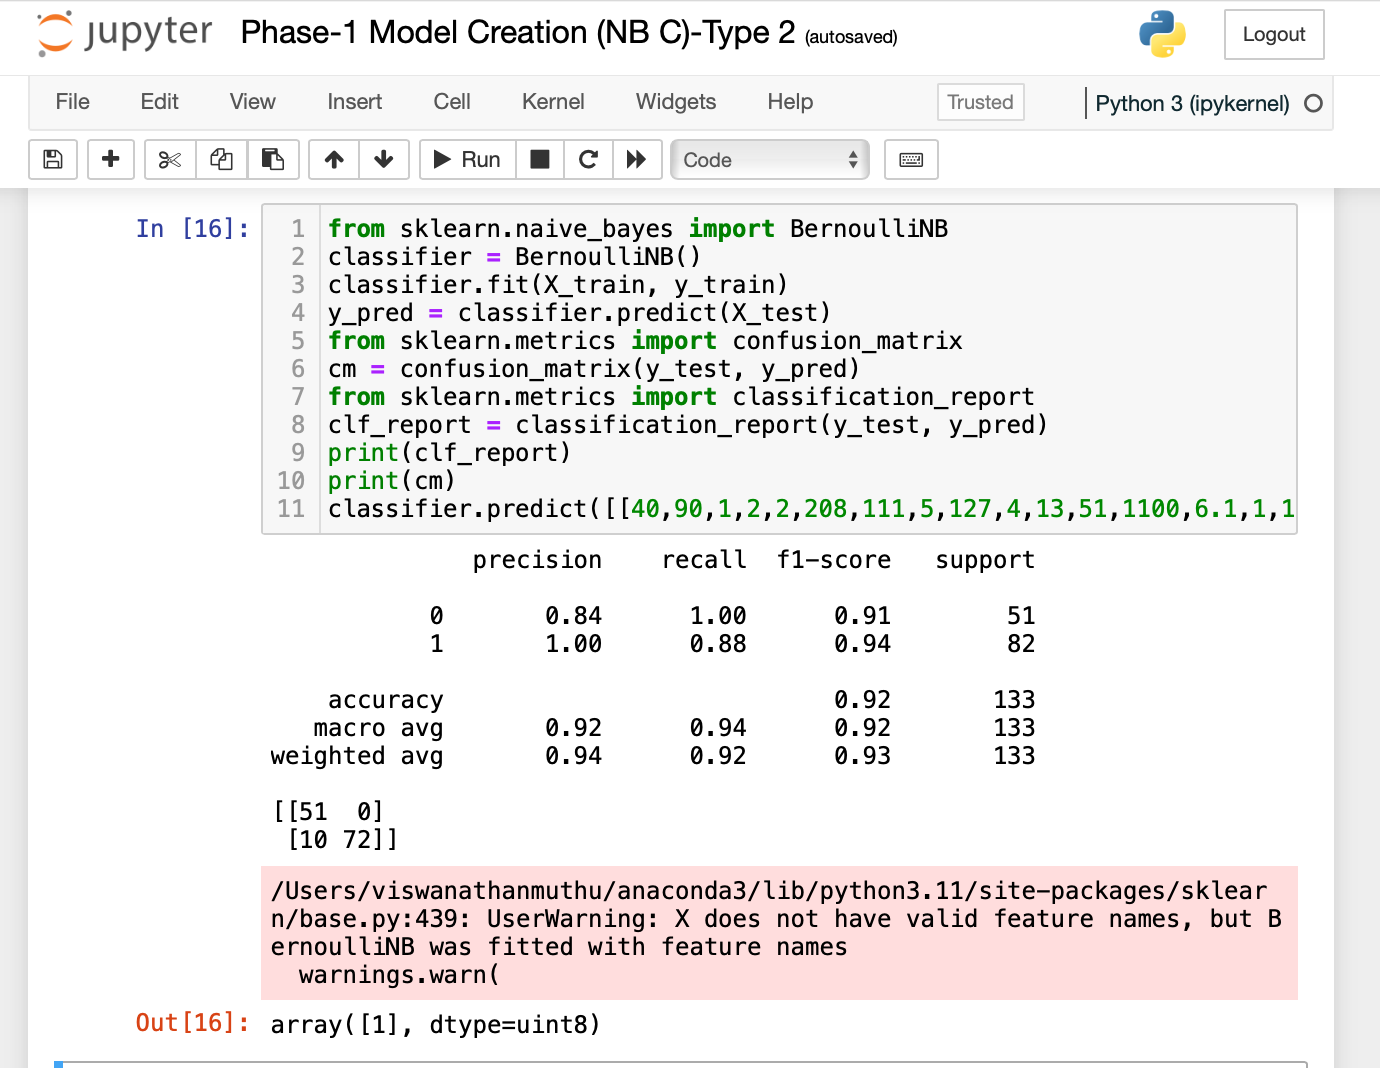 jupyter Phase-1 Model Creation (NB C)-Type 2 (autosaved) Logout
File Edit View Insert Cell Kernel Widgets Help Trusted Python 3 (ipykernel)
Run Code
In [16]:
1 from sklearn.naive_bayes import BernoulliNB
2 classifier = BernoulliNB()
3 classifier.fit(X_train, y_train)
4 y_pred = classifier.predict(X_test)
5 from sklearn.metrics import confusion_matrix
6 cm = confusion_matrix(y_test, y_pred)
7 from sklearn.metrics import classification_report
8 clf_report = classification_report(y_test, y_pred)
9 print(clf_report)
10 print(cm)
11 classifier.predict([[40,90,1,2,2,208,111,5,127,4,13,51,1100,6.1,1,1
precision recall f1-score support
0 0.84 1.00 0.91 51
1 1.00 0.88 0.94 82
accuracy 0.92 133
macro avg 0.92 0.94 0.92 133
weighted avg 0.94 0.92 0.93 133
[[51 0]
[10 72]]
/Users/viswanathanmuthu/anaconda3/lib/python3.11/site-packages/sklear
n/base.py:439: UserWarning: X does not have valid feature names, but B
ernoulliNB was fitted with feature names
warnings.warn(
Out[16]: array([1], dtype=uint8)